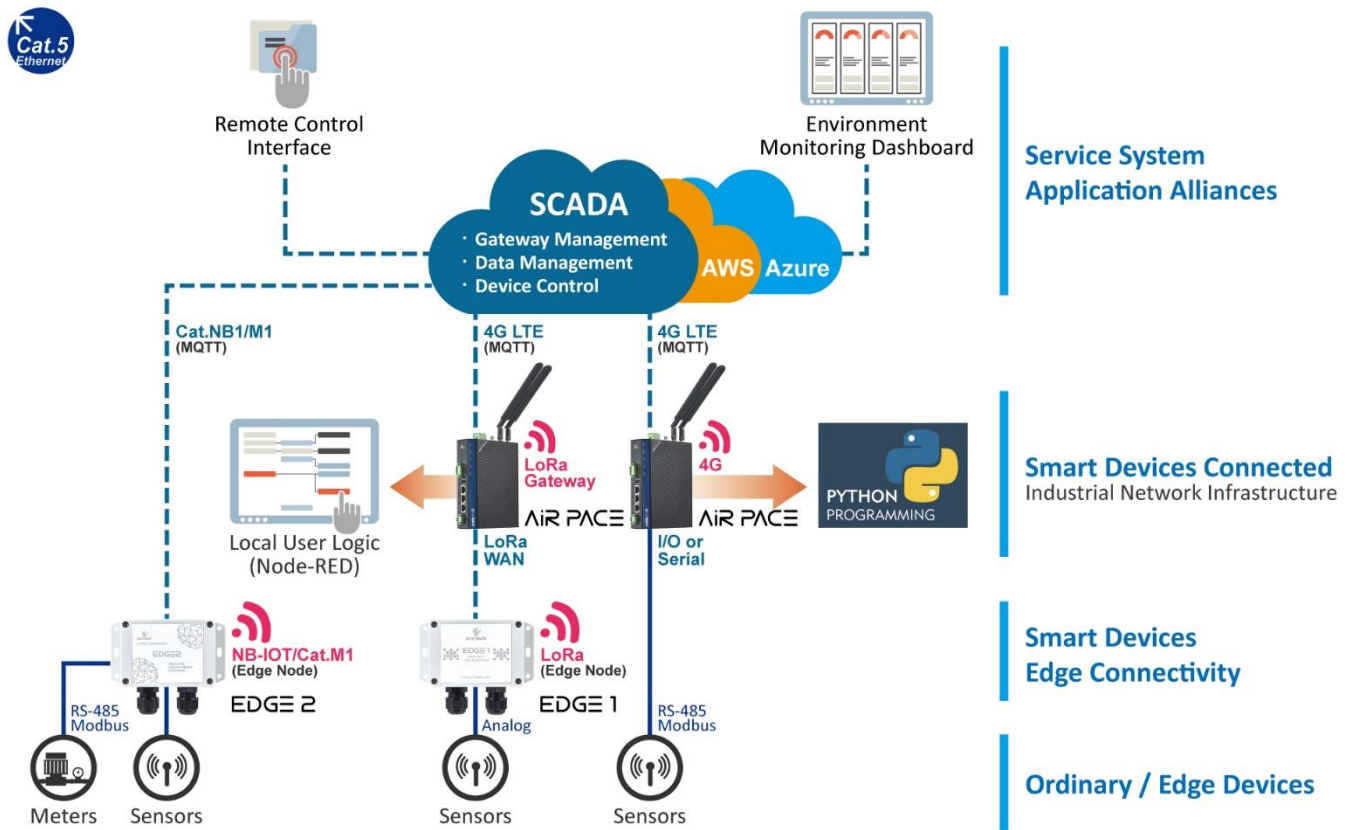 Cat.5
Ethernet
Remote Control
Interface
Environment
Monitoring Dashboard
Service System
Application Alliances
SCADA
· Gateway Management
· Data Management
· Device Control
AWS
Azure
Cat.NB1/M1
(MQTT)
4G LTE
(MQTT)
4G LTE
(MQTT)
LoRa
Gateway
4G
AiR PACE
AiR PACE
PYTHON
PROGRAMMING
Smart Devices Connected
Industrial Network Infrastructure
Local User Logic
(Node-RED)
LoRa
WAN
I/O or
Serial
EDGE2
NB-IOT/Cat.M1
(Edge Node)
EDGE 2
EDGE 1
LoRa
(Edge Node)
EDGE 1
Smart Devices
Edge Connectivity
RS-485
Modbus
Analog
RS-485
Modbus
Meters
Sensors
Sensors
Sensors
Ordinary / Edge Devices